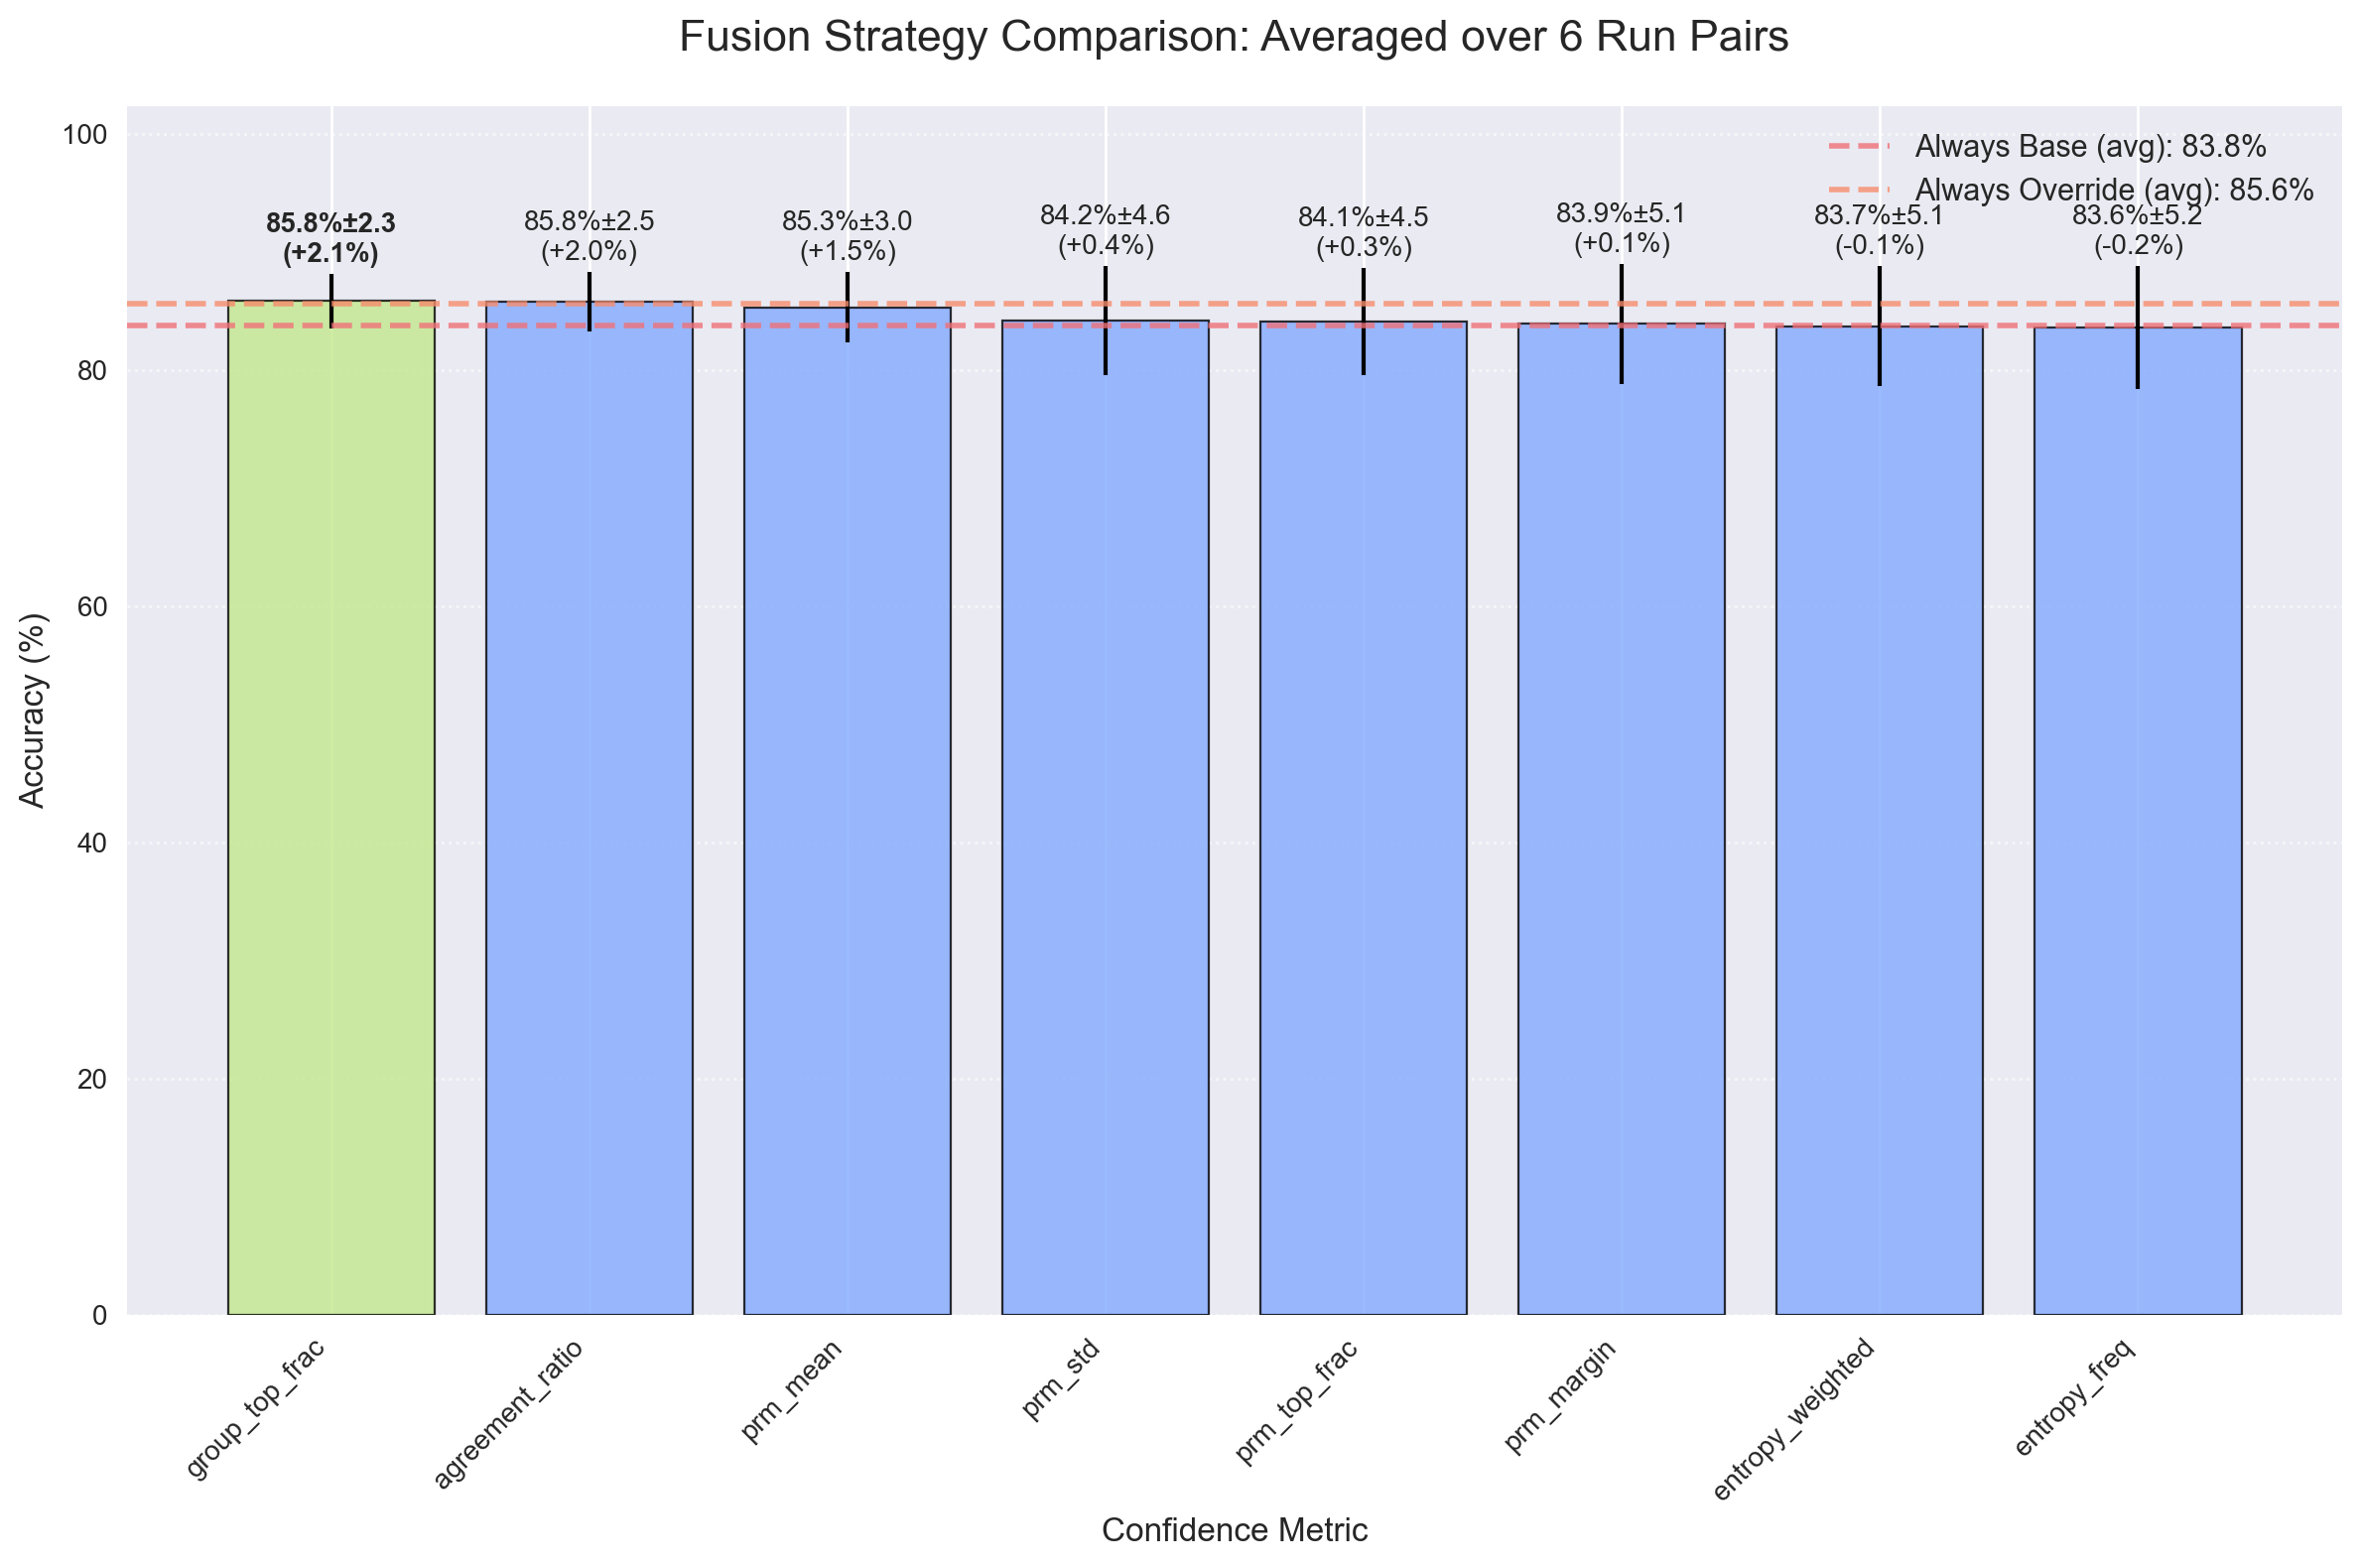 Fusion Strategy Comparison: Averaged over 6 Run Pairs
Always Base (avg): 83.8%
Always Override (avg): 85.6%
85.8%±2.3
(+2.1%)
85.8%±2.5
(+2.0%)
85.3%±3.0
(+1.5%)
84.2%±4.6
(+0.4%)
84.1%±4.5
(+0.3%)
83.9%±5.1
(+0.1%)
83.7%±5.1
(-0.1%)
83.6%±5.2
(-0.2%)
Accuracy (%)
100
80
60
40
20
0
group_top_frac
agreement_ratio
prm_mean
prm_std
prm_top_frac
prm_margin
entropy_weighted
entropy_freq
Confidence Metric